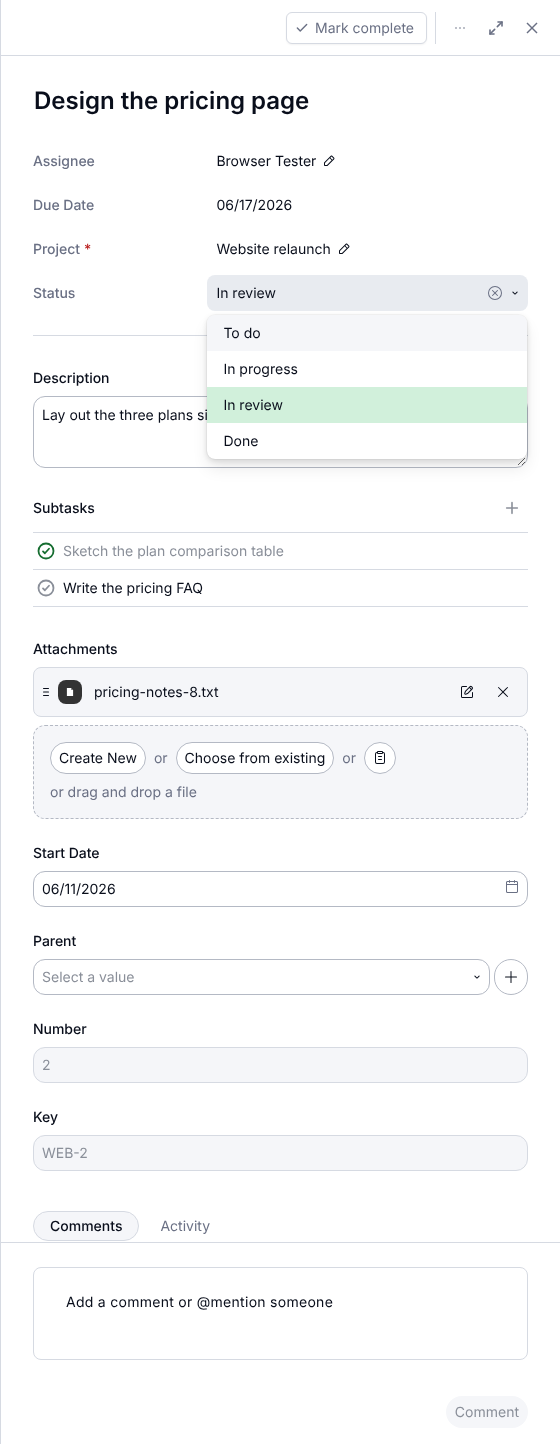 Mark complete
Design the pricing page
Assignee Browser Tester
Due Date 06/17/2026
Project * Website relaunch
Status In review
To do
In progress
In review
Done
Description
Lay out the three plans
Subtasks
Sketch the plan comparison table
Write the pricing FAQ
Attachments
pricing-notes-8.txt
Create New or Choose from existing or
or drag and drop a file
Start Date
06/11/2026
Parent
Select a value
Number
2
Key
WEB-2
Comments Activity
Add a comment or @mention someone
Comment